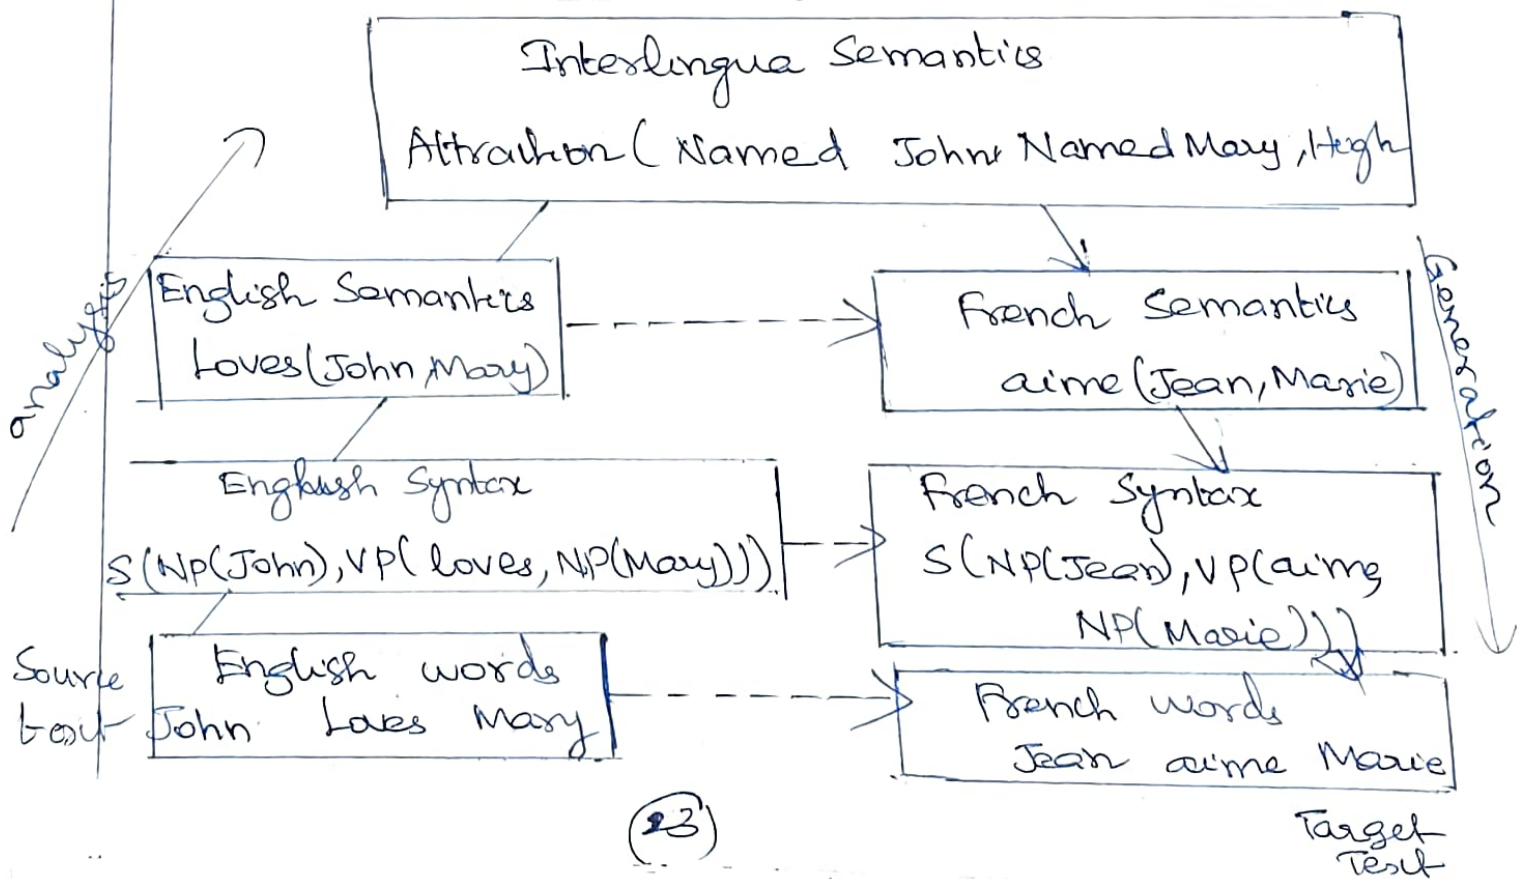 Interlingua Semantics
Attraction ( Named John, Named Mary, High
analysis
English Semantics
Loves (John, Mary)
French Semantics
aime (Jean, Marie)
Generation
English Syntax
S(NP(John), VP(loves, NP(Mary)))
French Syntax
S(NP(Jean), VP(aime,
NP(Marie)))
Source
text
English words
John Loves Mary
French words
Jean aime Marie
23
Target
Text